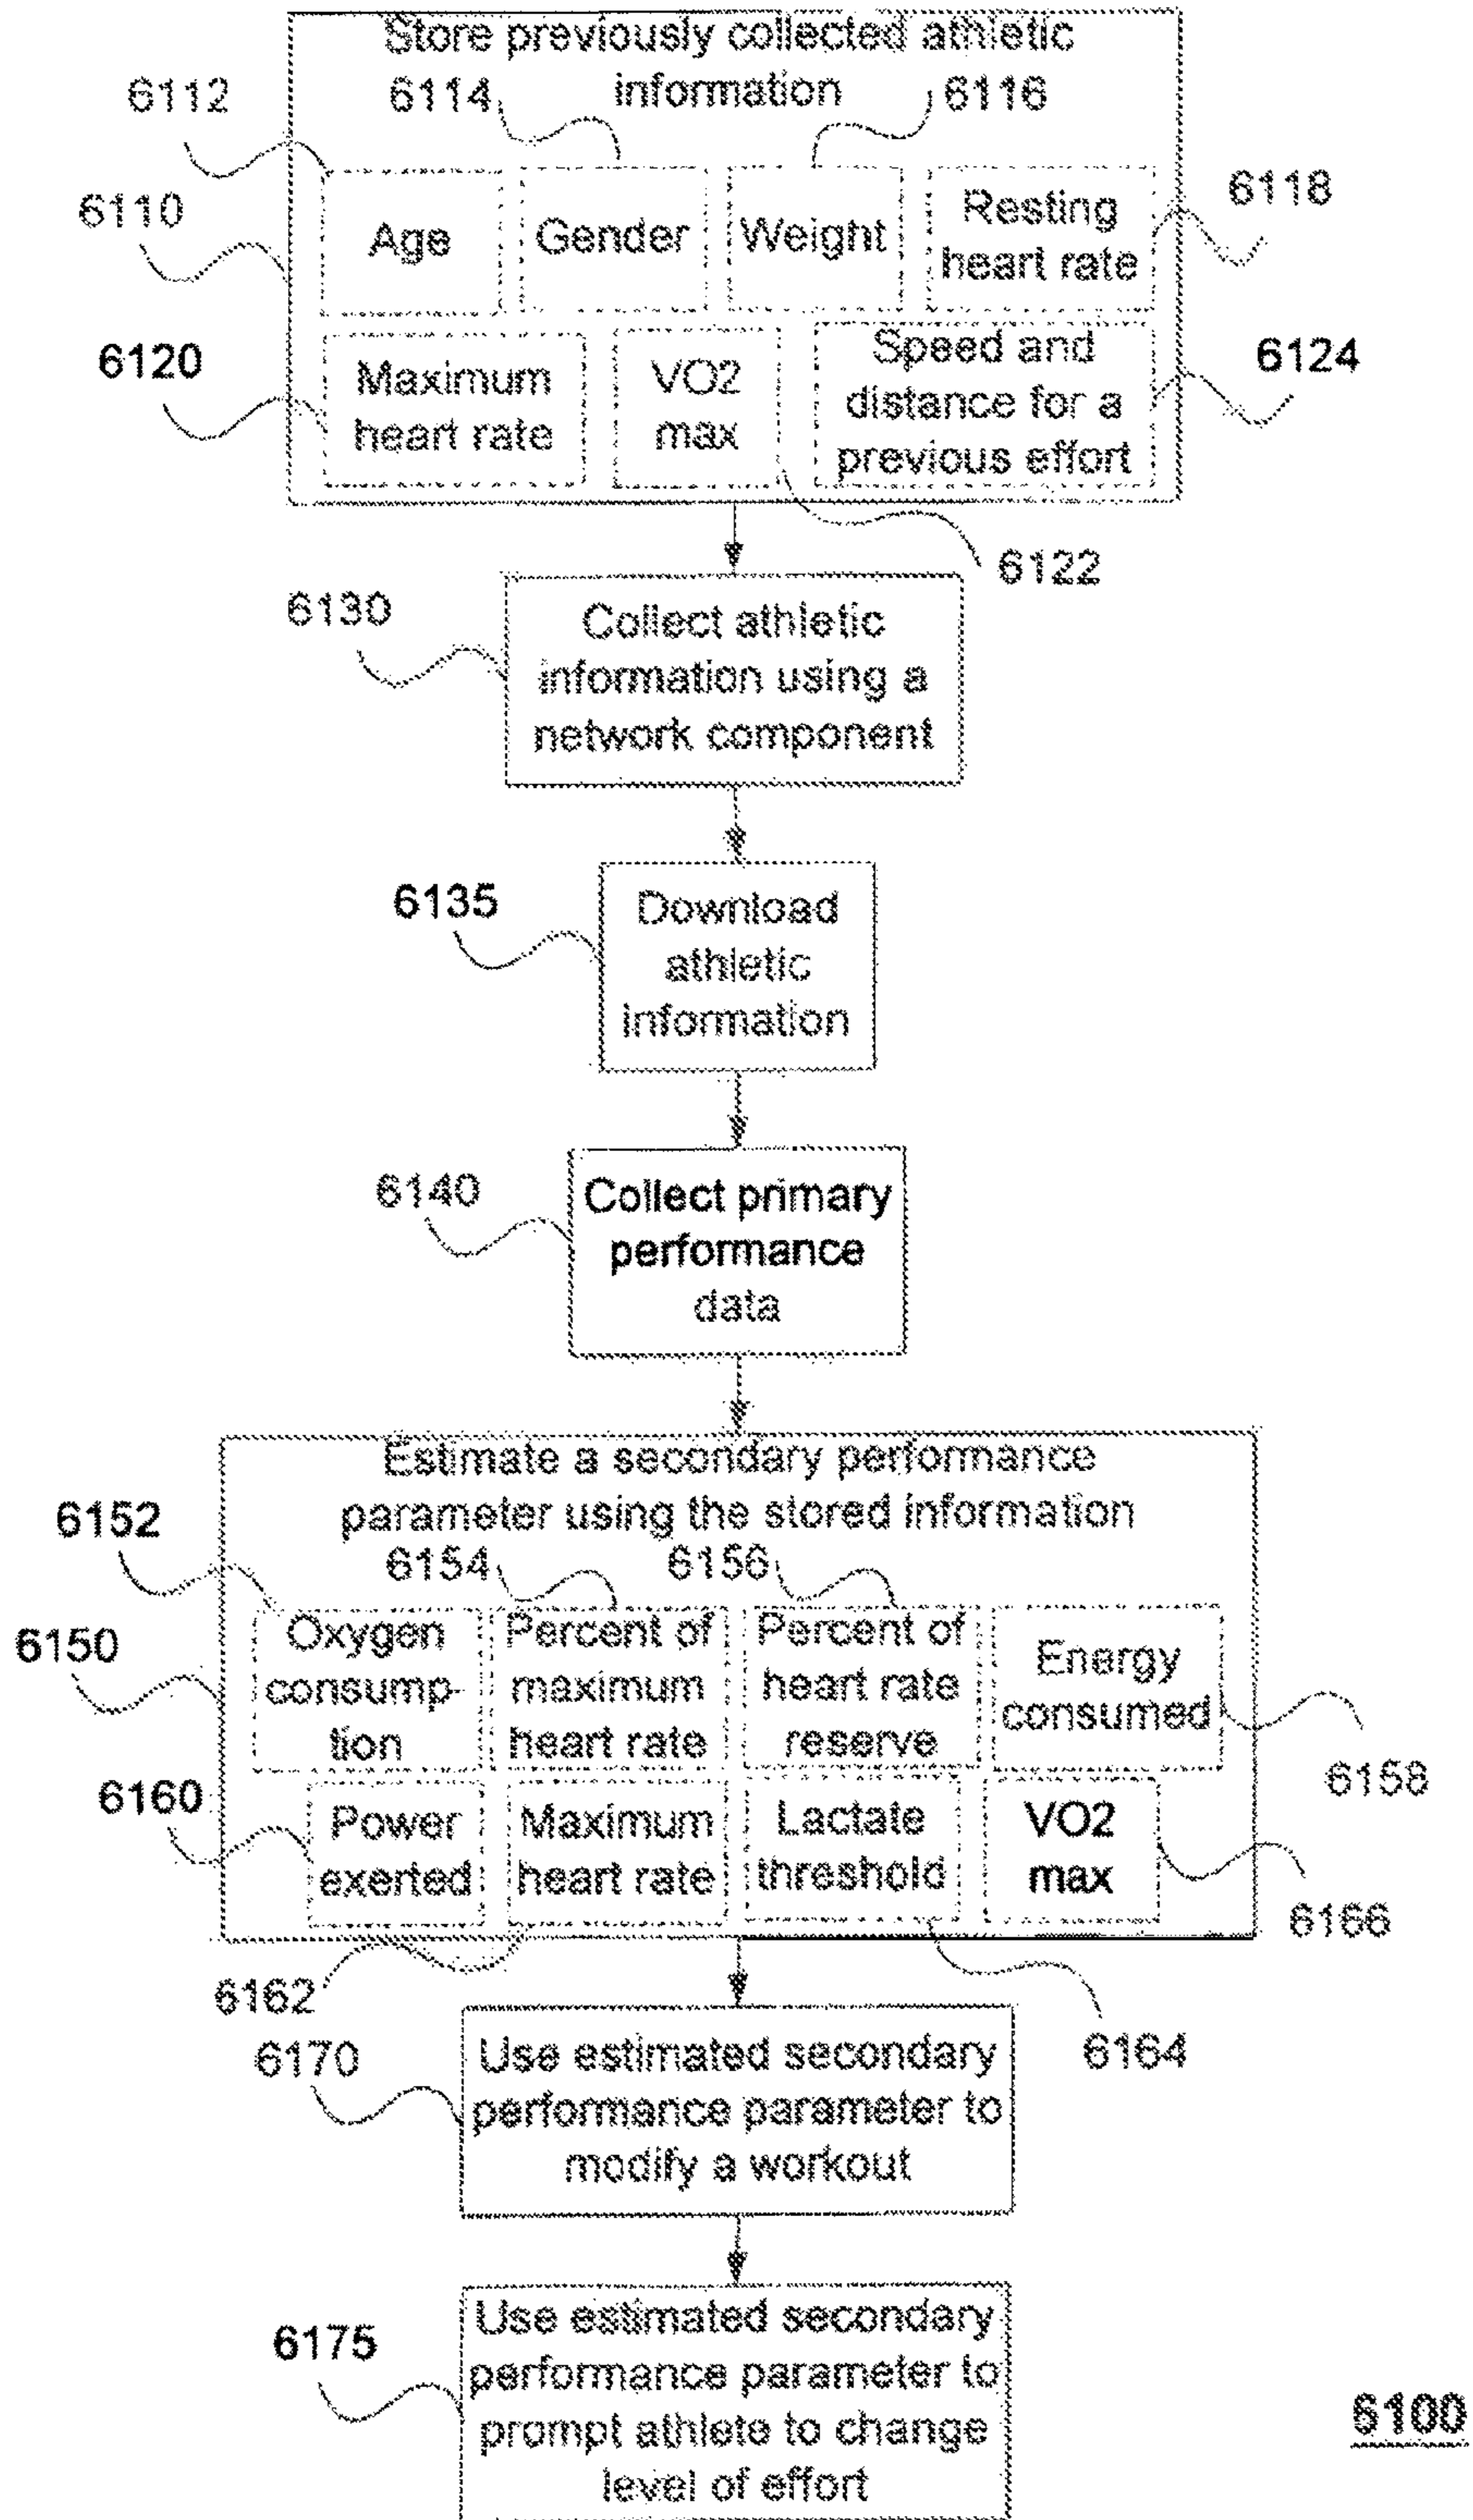 Store previously collected athletic
information
6112
6114
6116
6110
6118
Age
Gender
Weight
Resting
heart rate
6120
6124
Maximum
heart rate
VO2
max
Speed and
distance for a
previous effort
6122
6130
Collect athletic
information using a
network component
6135
Download
athletic
information
6140
Collect primary
performance
data
Estimate a secondary performance
parameter using the stored information
6152
6154
6156
6150
Oxygen
consump-
tion
Percent of
maximum
heart rate
Percent of
heart rate
reserve
Energy
consumed
6158
6160
Power
exerted
Maximum
heart rate
Lactate
threshold
VO2
max
6166
6162
6164
6170
Use estimated secondary
performance parameter to
modify a workout
6175
Use estimated secondary
performance parameter to
prompt athlete to change
level of effort
6100